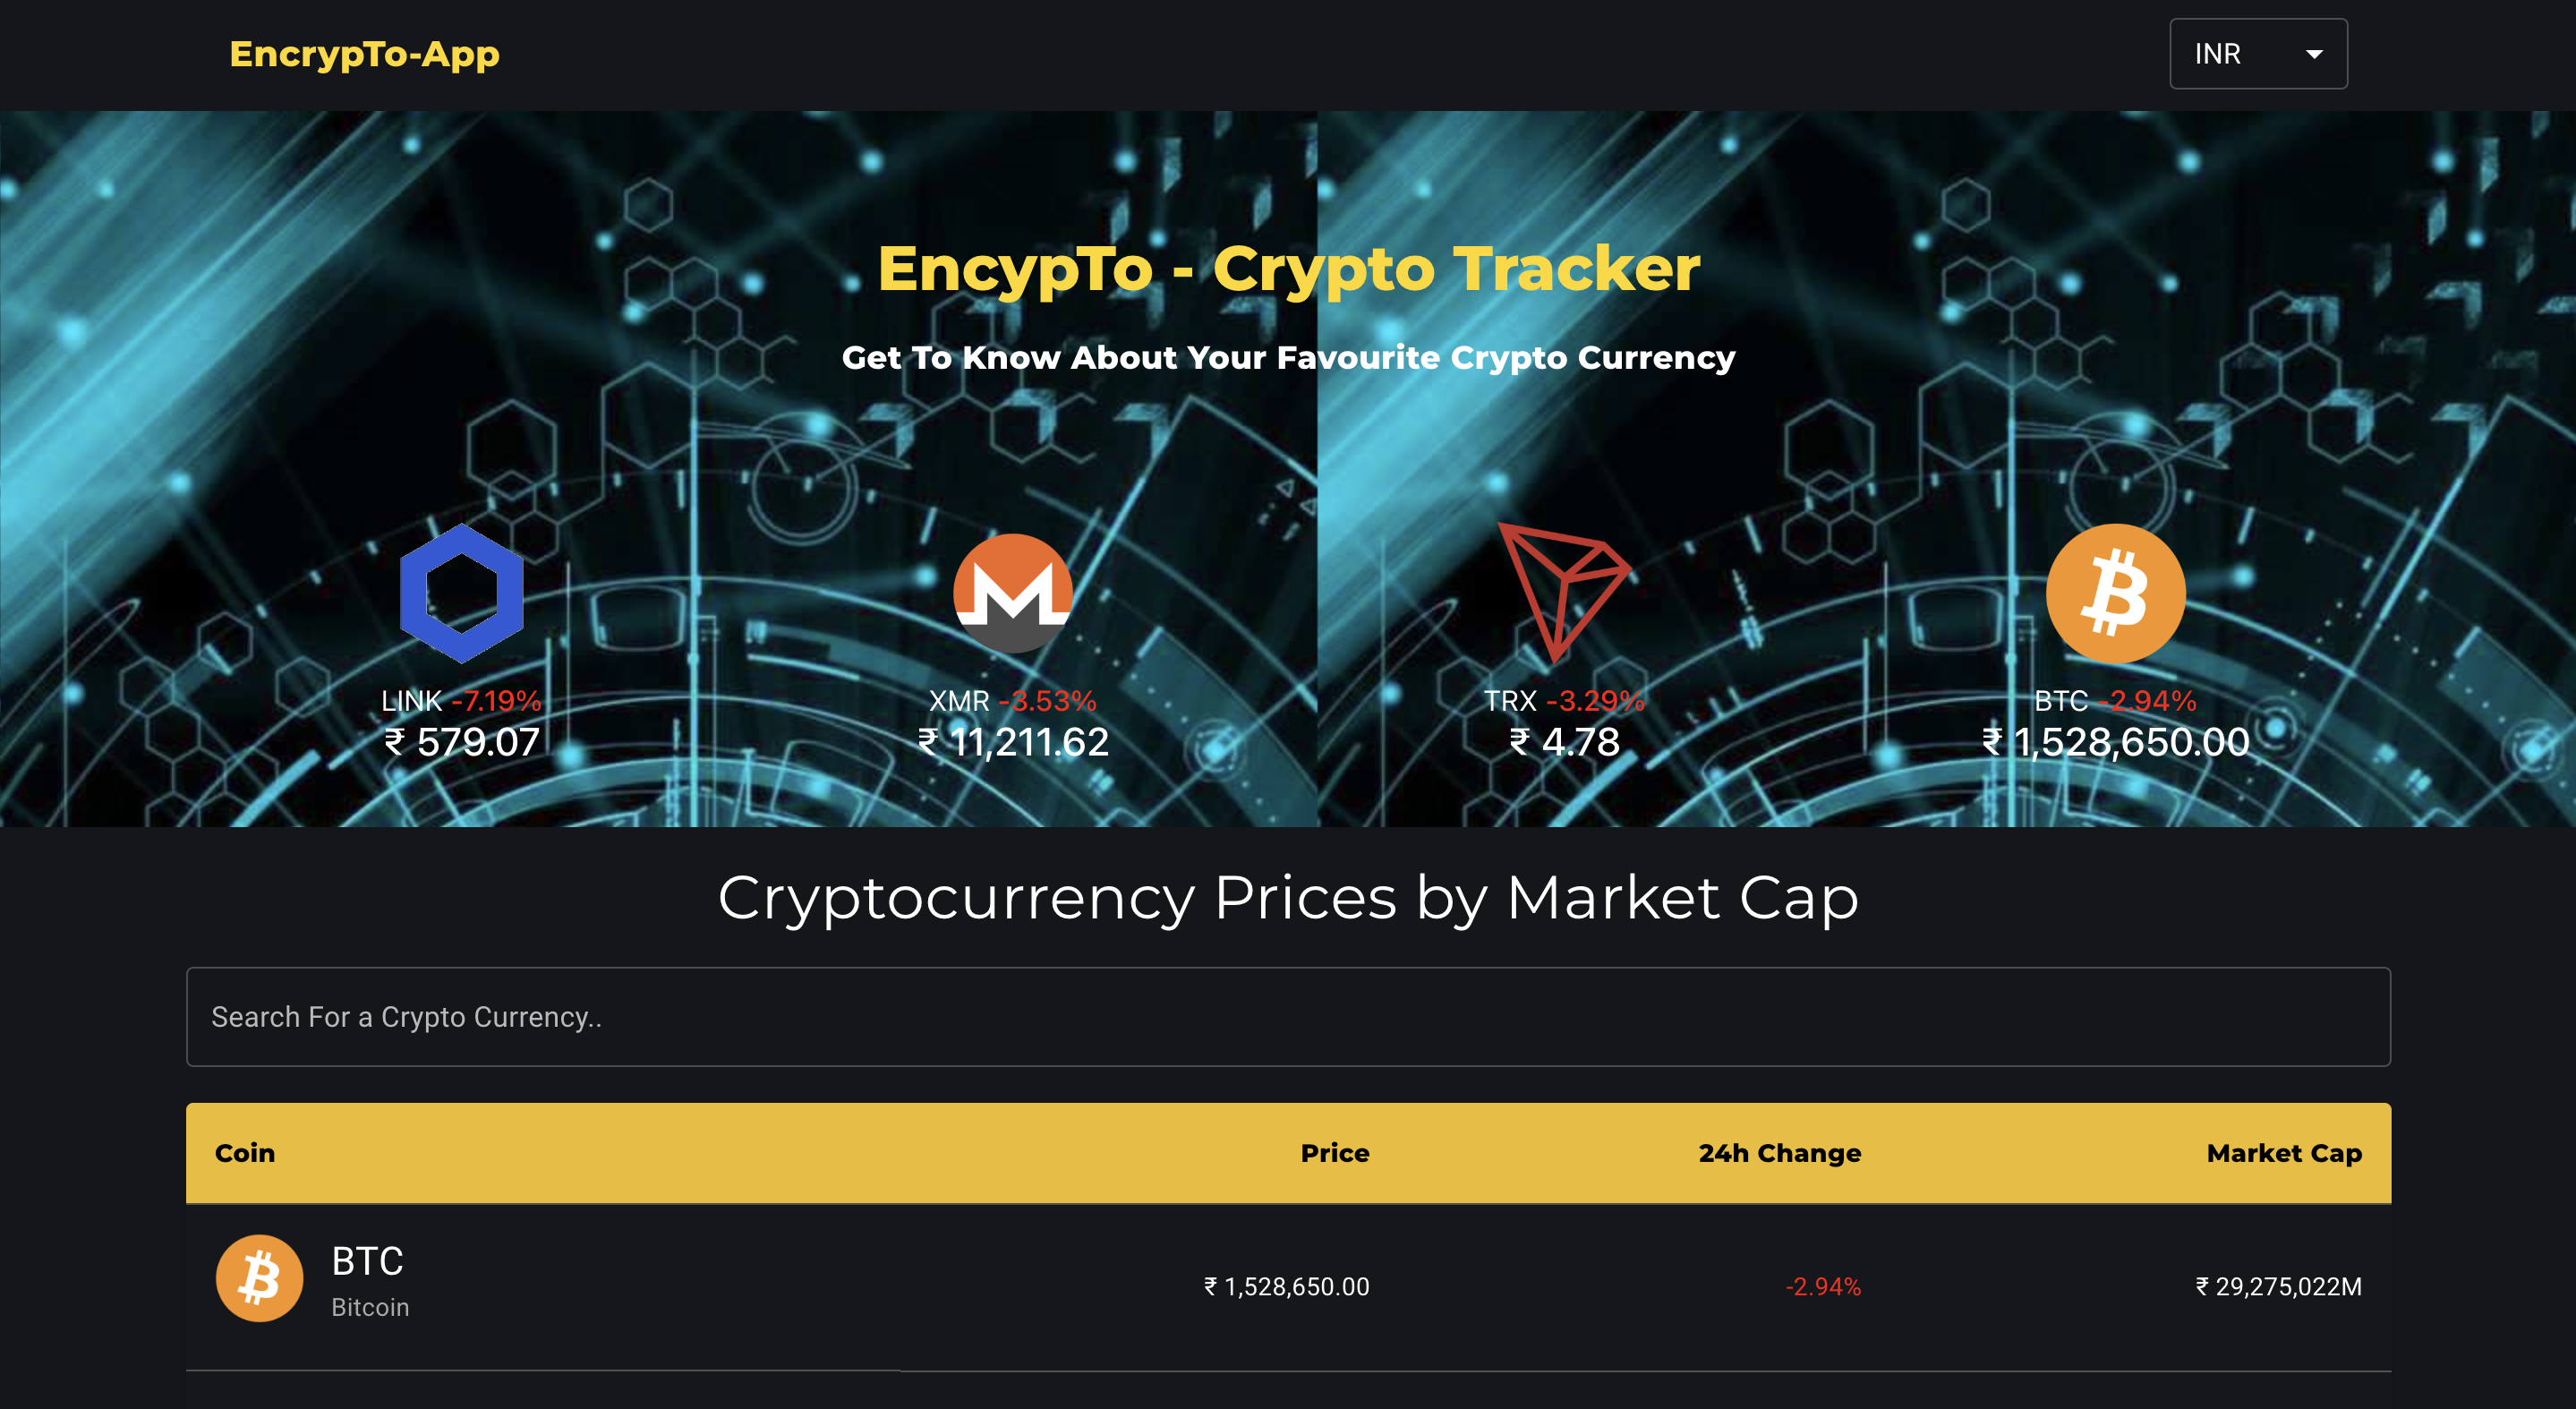 EncrypTo-App
INR
EncypTo - Crypto Tracker
Get To Know About Your Favourite Crypto Currency
LINK -7.19%
₹ 579.07
XMR -3.53%
₹ 11,211.62
TRX -3.29%
₹ 4.78
BTC -2.94%
₹ 1,528,650.00
Cryptocurrency Prices by Market Cap
Search For a Crypto Currency..
Coin Price 24h Change Market Cap
BTC
Bitcoin
₹ 1,528,650.00 -2.94% ₹ 29,275,022M